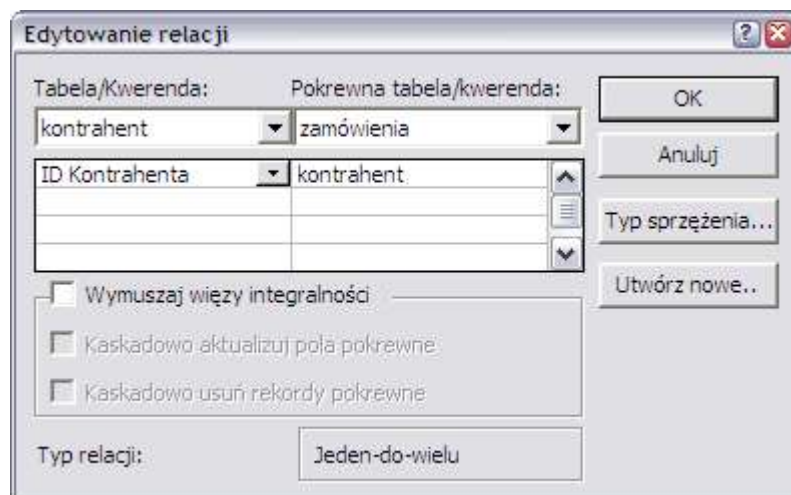 Edytowanie relacji
Tabela/Kwerenda: Pokrewna tabela/kwerenda:
kontrahent zamówienia
ID Kontrahenta kontrahent
OK
Anuluj
Typ sprzężenia...
Utwórz nowe..
Wymuszaj więzy integralności
Kaskadowo aktualizuj pola pokrewne
Kaskadowo usuń rekordy pokrewne
Typ relacji: Jeden-do-wielu